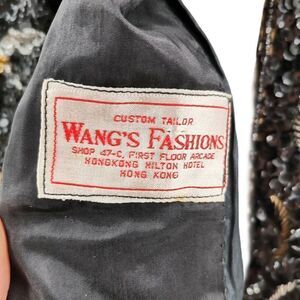 CUSTOM TAILOR
WANG'S FASHIONS
SHOP 47-C, FIRST FLOOR ARCADE
HONGKONG HILTON HOTEL
HONG KONG